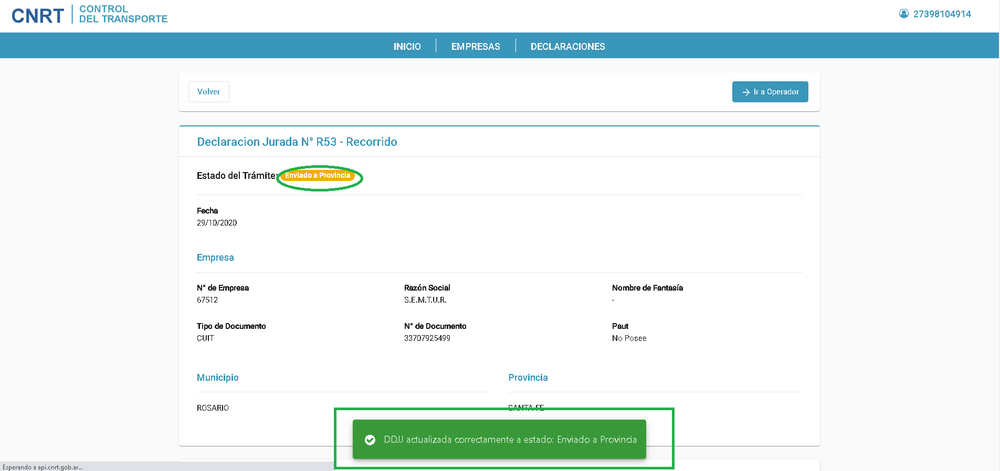 CNRT
CONTROL
DEL TRANSPORTE
27398104914
INICIO
EMPRESAS
DECLARACIONES
Volver
Ir a Operador
Declaracion Jurada N° R53 - Recorrido
Estado del Trámite: Enviado a Provincia
Fecha
29/10/2020
Empresa
N° de Empresa
67512
Razón Social
S.E.M.T.U.R.
Nombre de Fantasía
-
Tipo de Documento
CUIT
N° de Documento
33707925499
Paut
No Posee
Municipio
ROSARIO
Provincia
SANTA FE
DDJJ actualizada correctamente a estado: Enviado a Provincia
Esperando a api.cnrt.gob.ar...